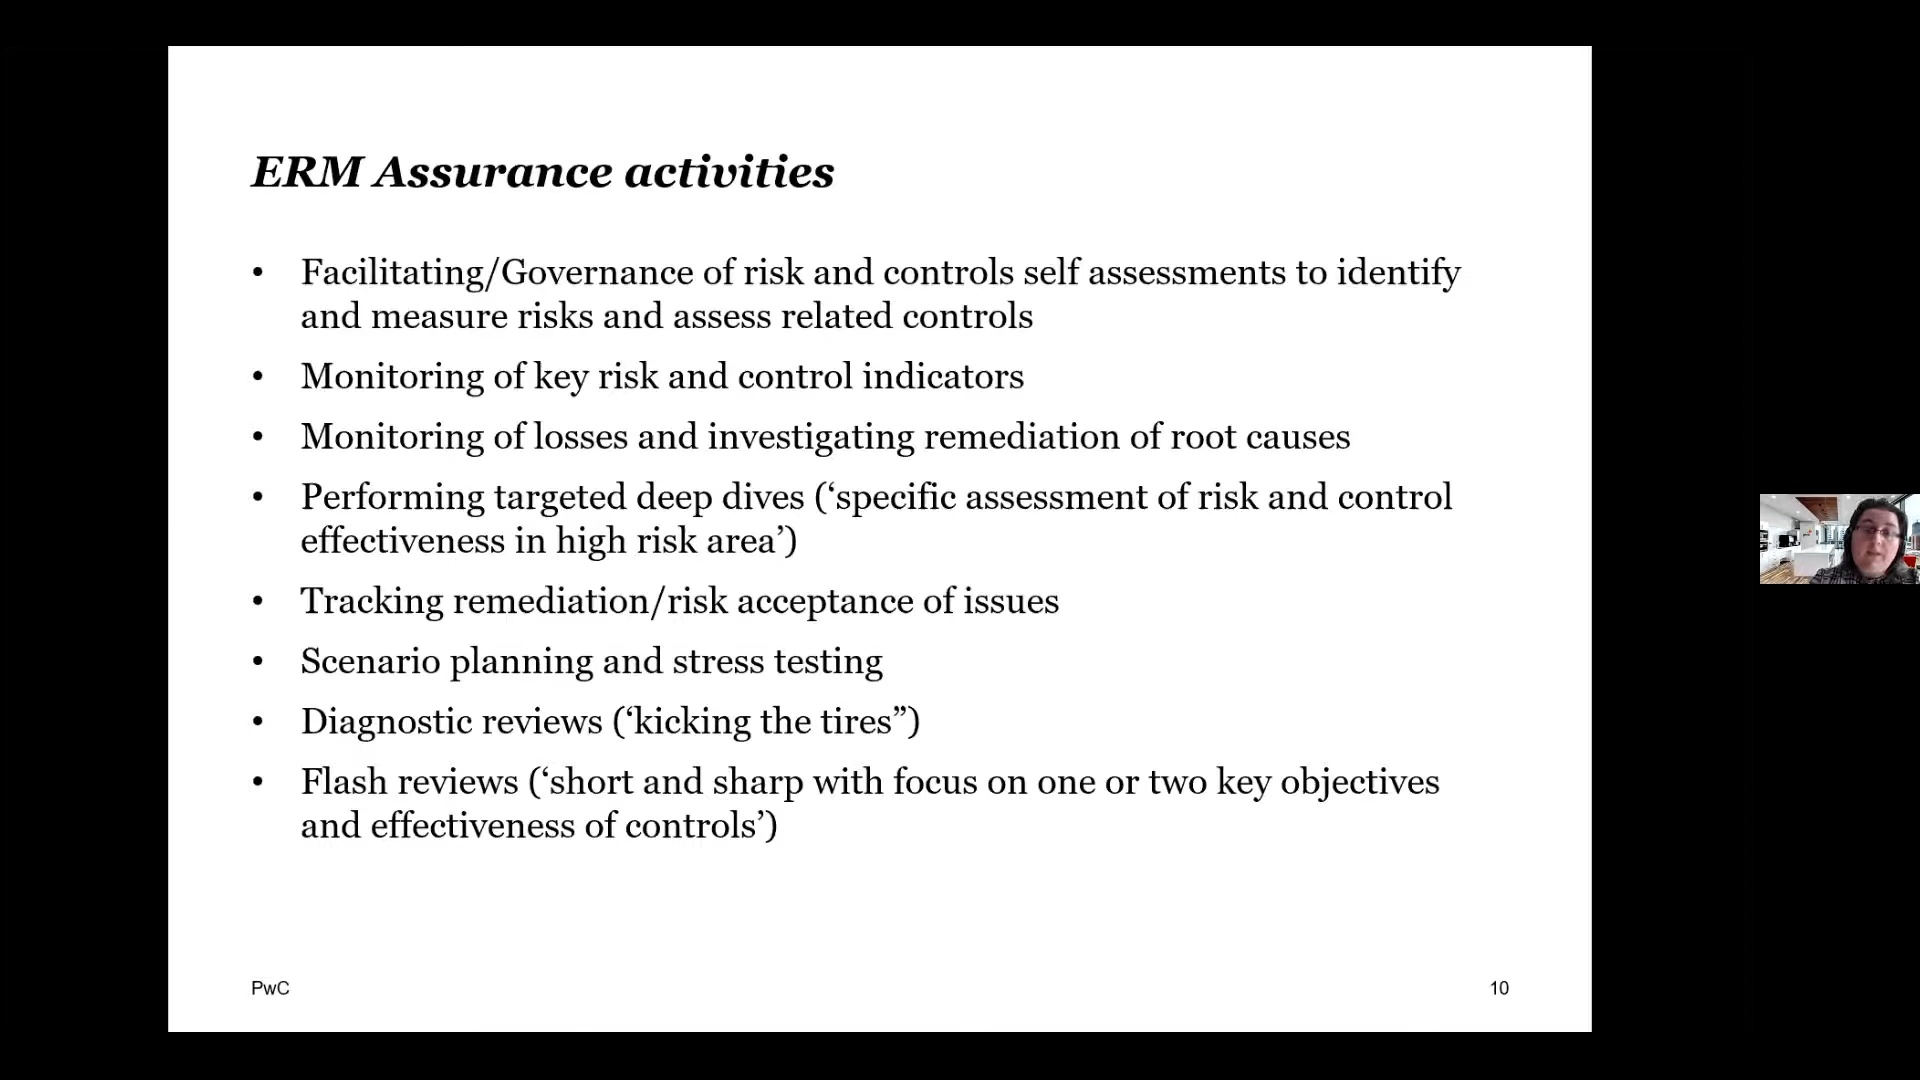 ERM Assurance activities
• Facilitating/Governance of risk and controls self assessments to identify
and measure risks and assess related controls
• Monitoring of key risk and control indicators
• Monitoring of losses and investigating remediation of root causes
• Performing targeted deep dives (‘specific assessment of risk and control
effectiveness in high risk area’)
• Tracking remediation/risk acceptance of issues
• Scenario planning and stress testing
• Diagnostic reviews (‘kicking the tires”)
• Flash reviews (‘short and sharp with focus on one or two key objectives
and effectiveness of controls’)
PwC
10